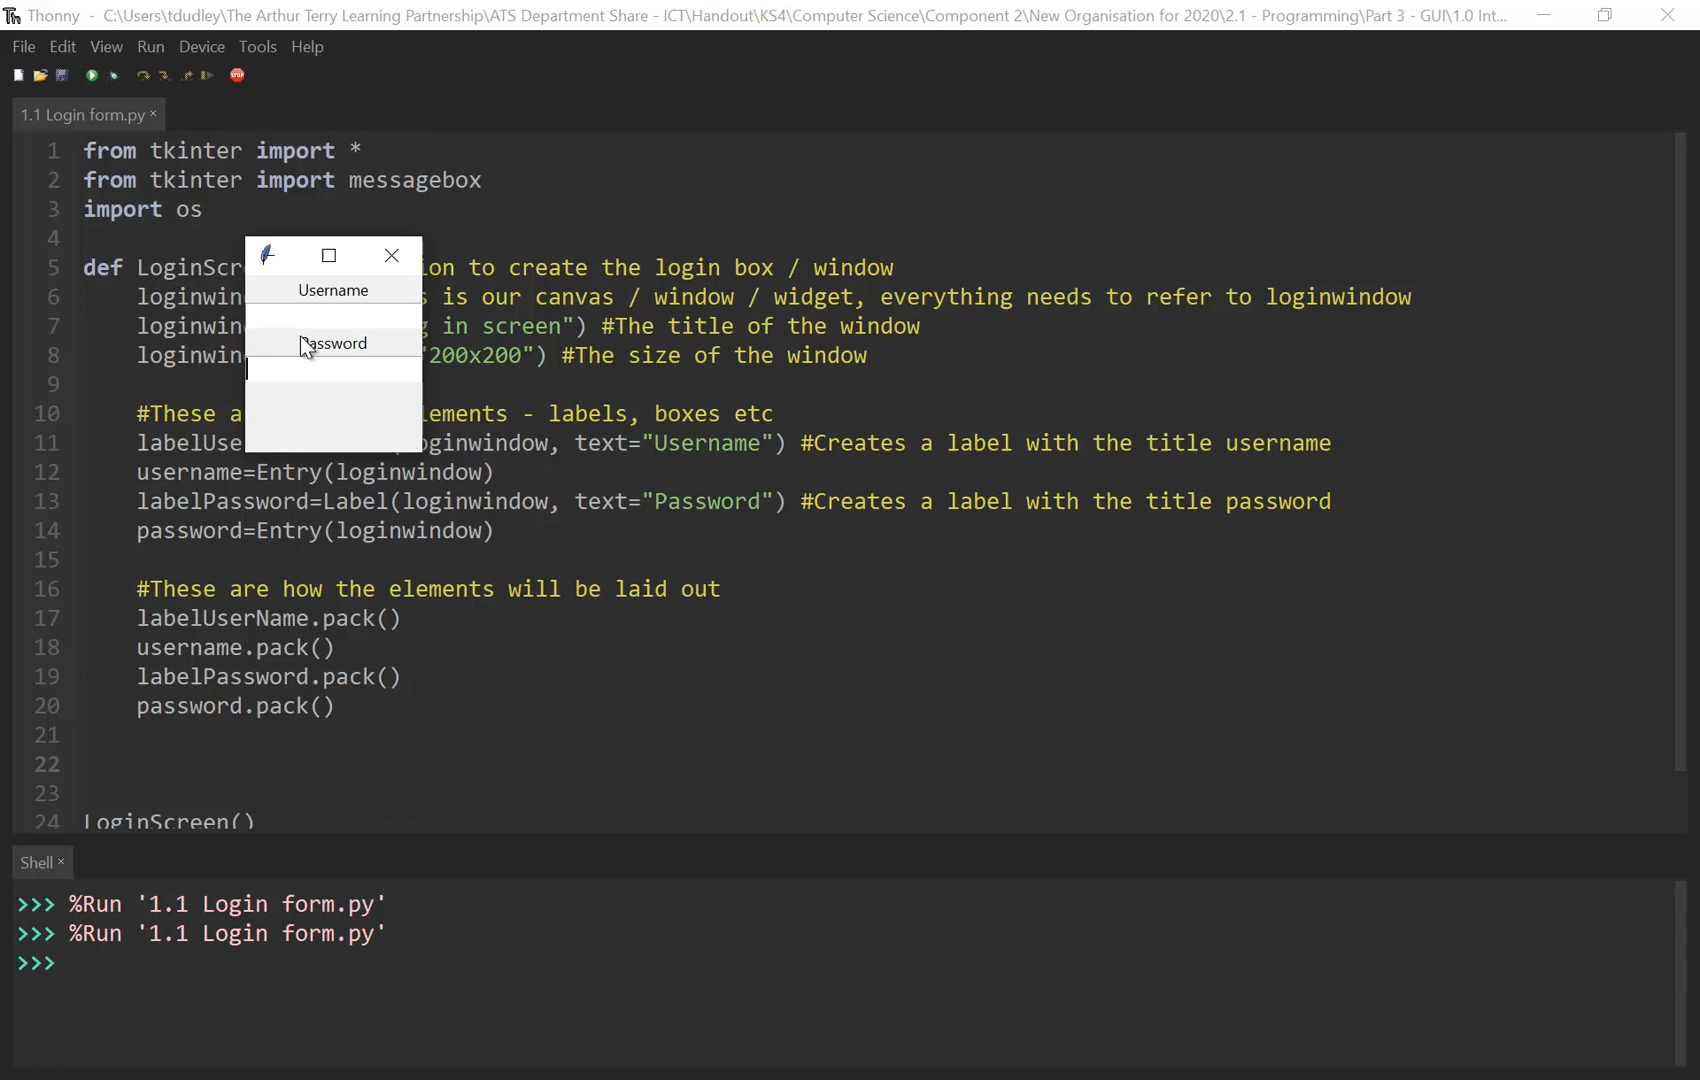 Thonny - C:\Users\tdudley\The Arthur Terry Learning Partnership\ATS Department Share - ICT\Handout\KS4\Computer Science\Component 2\New Organisation for 2020\2.1 - Programming\Part 3 - GUI\1.0 Int...
File Edit View Run Device Tools Help
STOP
1.1 Login form.py ×
1 from tkinter import *
2 from tkinter import messagebox
3 import os
4
5 def LoginScr on to create the login box / window
6 loginwin s is our canvas / window / widget, everything needs to refer to loginwindow
7 loginwin g in screen") #The title of the window
8 loginwin "200x200") #The size of the window
9
10 #These a lements - labels, boxes etc
11 labelUse oginwindow, text="Username") #Creates a label with the title username
12 username=Entry(loginwindow)
13 labelPassword=Label(loginwindow, text="Password") #Creates a label with the title password
14 password=Entry(loginwindow)
15
16 #These are how the elements will be laid out
17 labelUserName.pack()
18 username.pack()
19 labelPassword.pack()
20 password.pack()
21
22
23
24 LoginScreen()
Username
Password
Shell ×
>>> %Run '1.1 Login form.py'
>>> %Run '1.1 Login form.py'
>>>